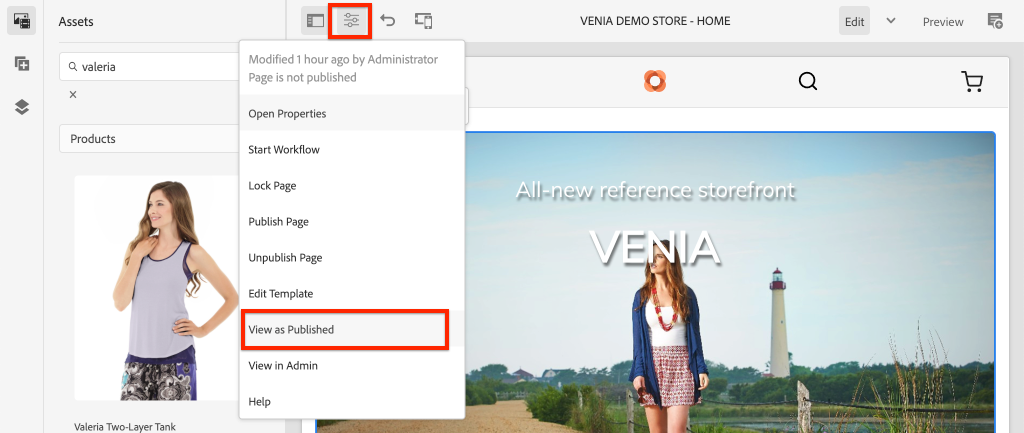 Assets
VENIA DEMO STORE - HOME
Edit
Preview
valeria
Products
Valeria Two-Layer Tank
Modified 1 hour ago by Administrator
Page is not published
Open Properties
Start Workflow
Lock Page
Publish Page
Unpublish Page
Edit Template
View as Published
View in Admin
Help
All-new reference storefront
VENIA